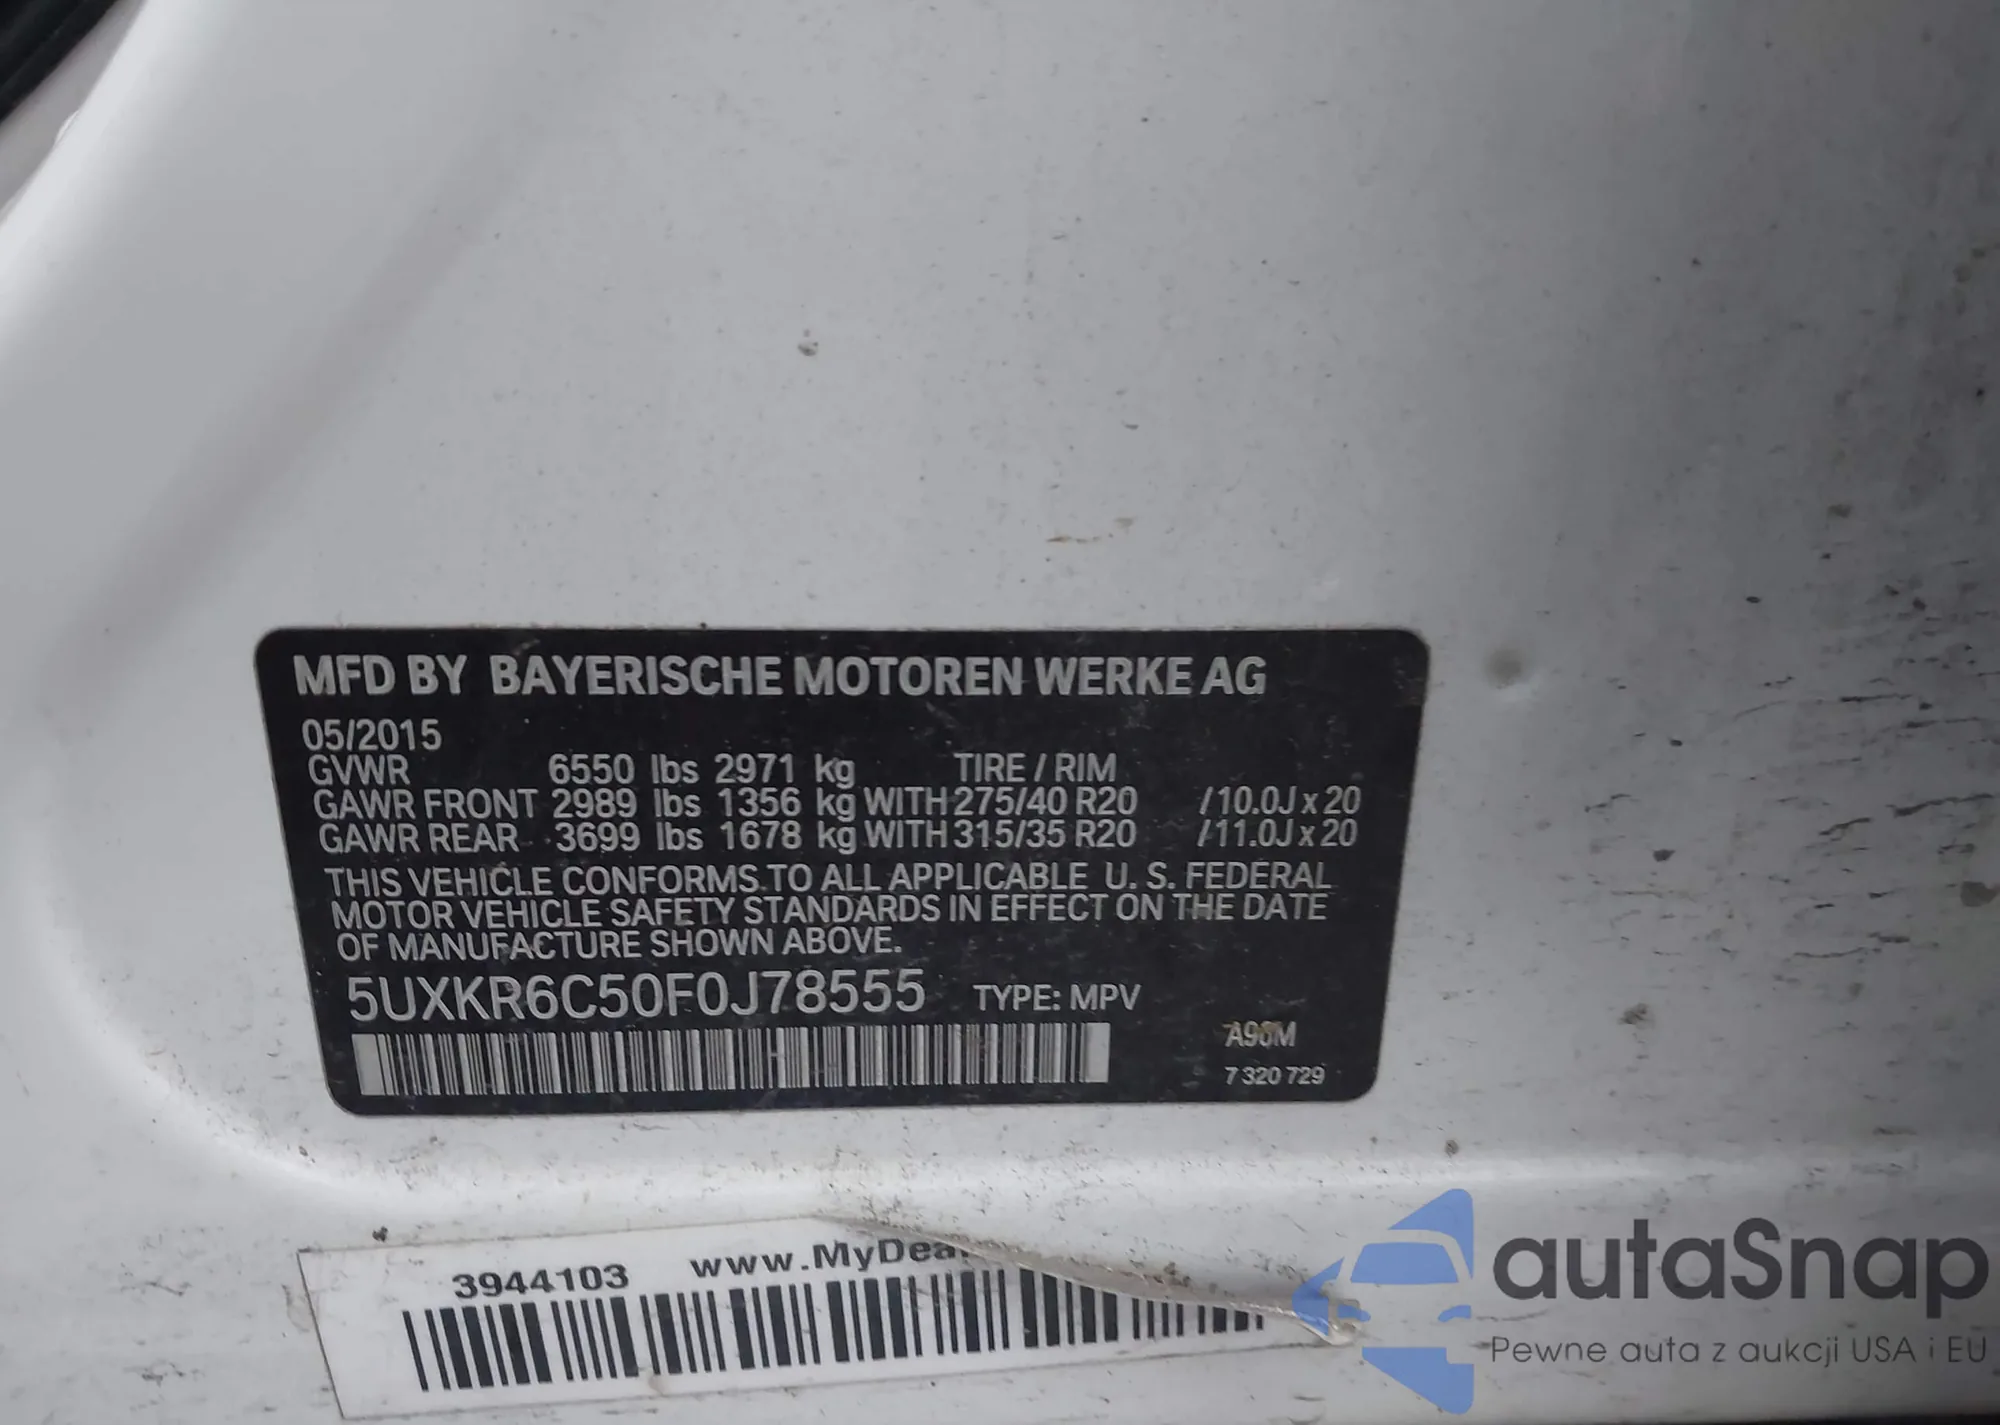 MFD BY BAYERISCHE MOTOREN WERKE AG
05/2015
GVWR 6550 lbs 2971 kg TIRE / RIM
GAWR FRONT 2989 lbs 1356 kg WITH 275/40 R20 /10.0J x 20
GAWR REAR 3699 lbs 1678 kg WITH 315/35 R20 /11.0J x 20
THIS VEHICLE CONFORMS TO ALL APPLICABLE U. S. FEDERAL
MOTOR VEHICLE SAFETY STANDARDS IN EFFECT ON THE DATE
OF MANUFACTURE SHOWN ABOVE.
5UXKR6C50F0J78555 TYPE: MPV
7 320 729
3944103 www.MyDea
autaSnap
Pewne auta z aukcji USA i EU